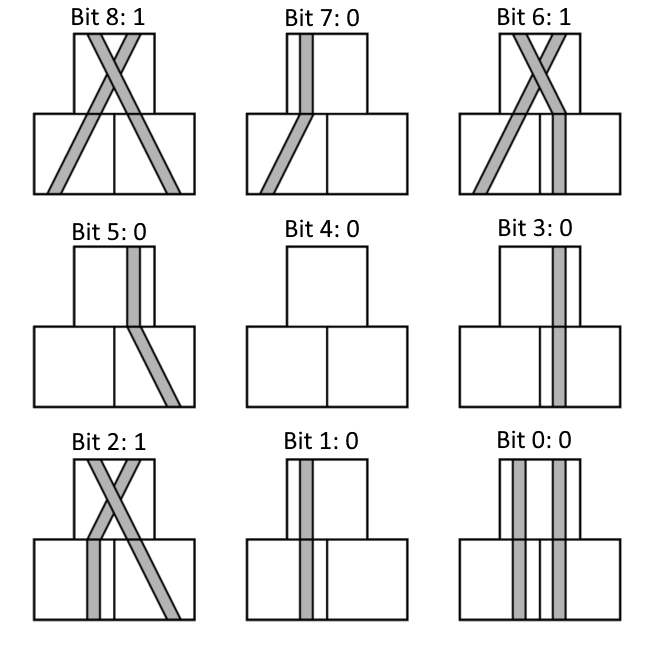 Bit 8: 1
Bit 7: 0
Bit 6: 1
Bit 5: 0
Bit 4: 0
Bit 3: 0
Bit 2: 1
Bit 1: 0
Bit 0: 0